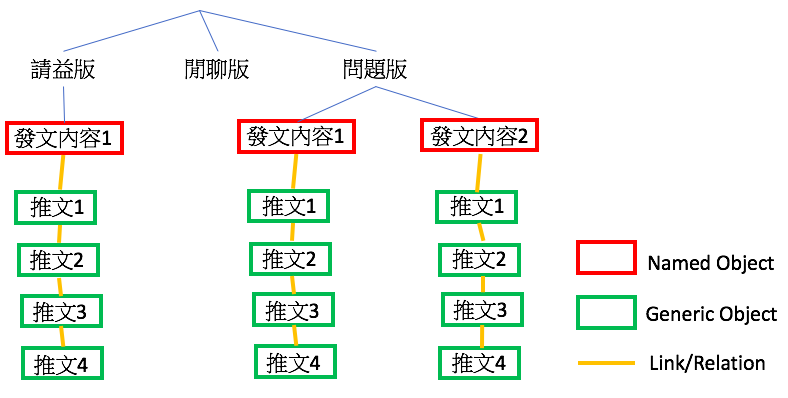 請益版
閒聊版
問題版
發文內容1
發文內容1
發文內容2
推文1
推文1
推文1
推文2
推文2
推文2
Named Object
推文3
推文3
推文3
Generic Object
推文4
推文4
推文4
Link/Relation